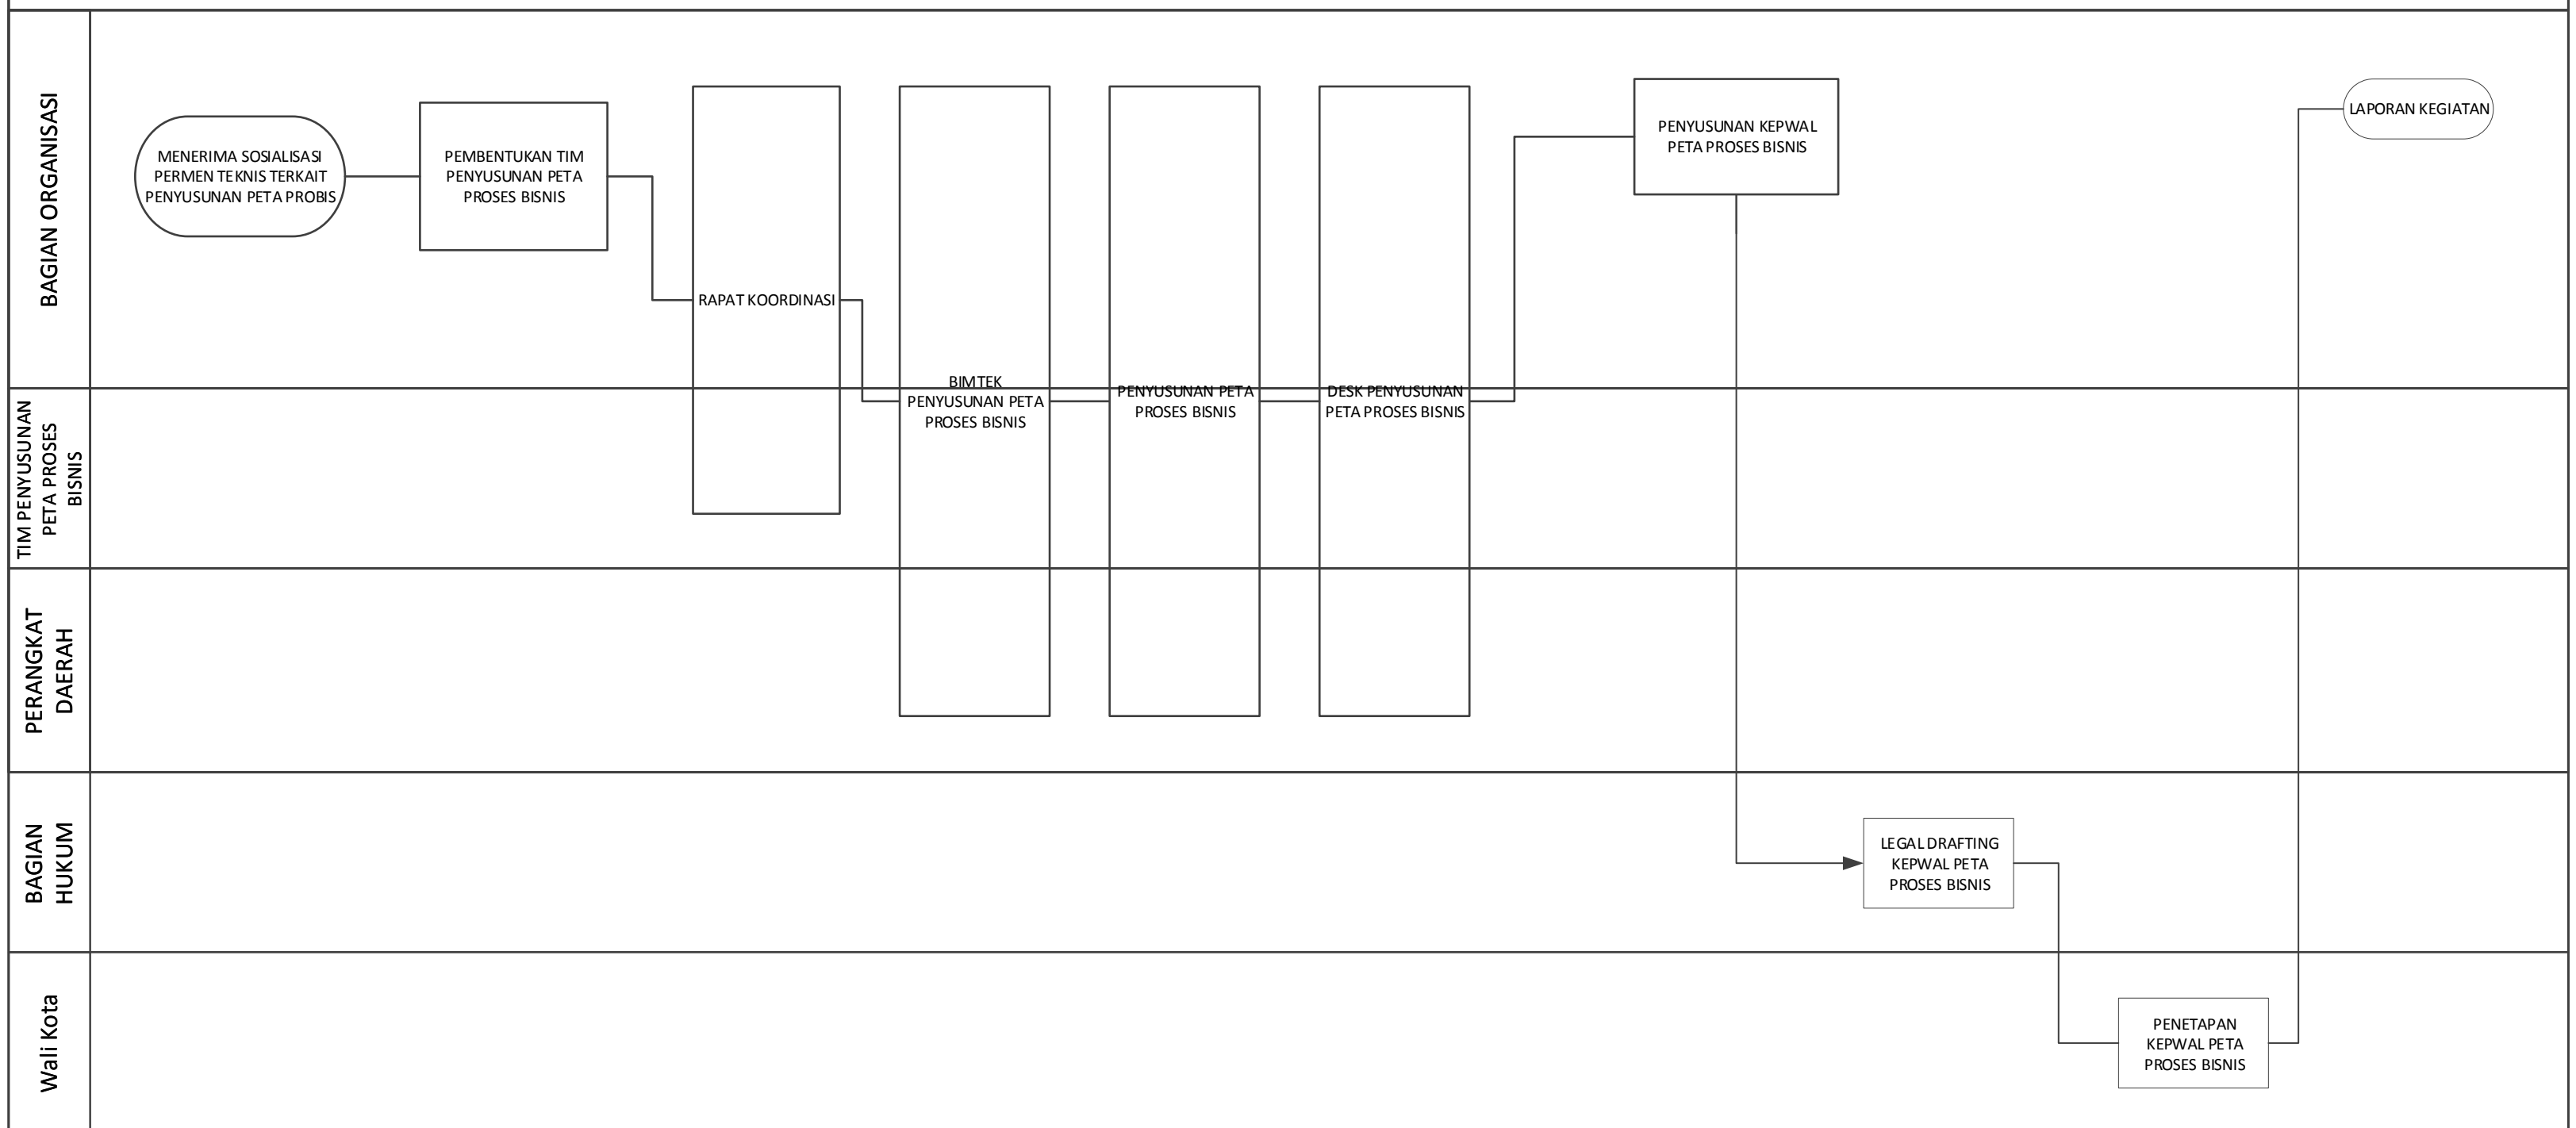 BAGIAN ORGANISASI
MENERIMA SOSIALISASI
PERMEN TEKNIS TERKAIT
PENYUSUNAN PETA PROBIS
PEMBENTUKAN TIM
PENYUSUNAN PETA
PROSES BISNIS
RAPAT KOORDINASI
BIMTEK
PENYUSUNAN PETA
PROSES BISNIS
PENYUSUNAN PETA
PROSES BISNIS
DESK PENYUSUNAN
PETA PROSES BISNIS
PENYUSUNAN KEPWAL
PETA PROSES BISNIS
LAPORAN KEGIATAN
TIM PENYUSUNAN
PETA PROSES
BISNIS
PERANGKAT
DAERAH
BAGIAN
HUKUM
LEGAL DRAFTING
KEPWAL PETA
PROSES BISNIS
Wali Kota
PENETAPAN
KEPWAL PETA
PROSES BISNIS